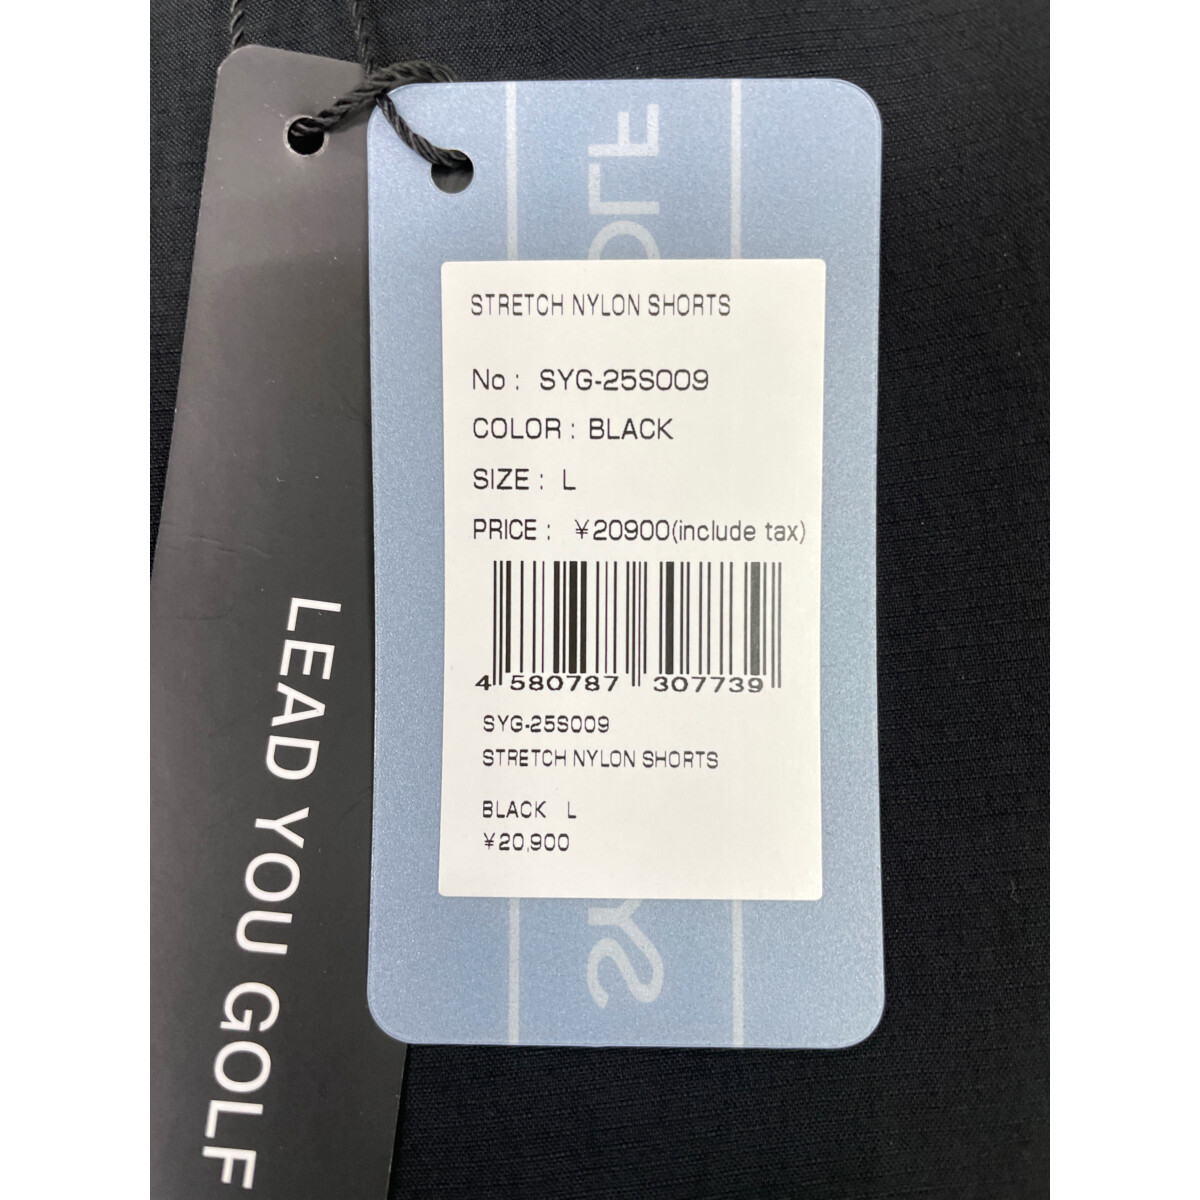 STRETCH NYLON SHORTS
No : SYG-25S009
COLOR : BLACK
SIZE : L
PRICE : ¥20900(include tax)
4 580787 307739
SYG-25S009
STRETCH NYLON SHORTS
BLACK L
¥20,900
LEAD YOU GOLF